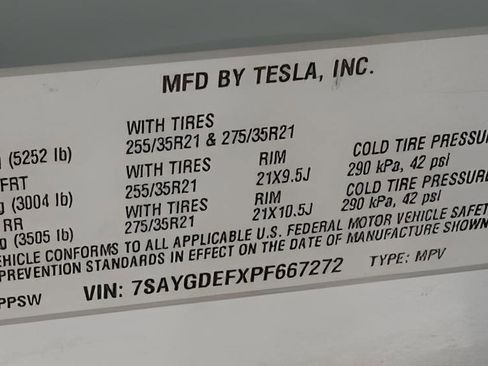 MFD BY TESLA, INC.
(5252 lb) WITH TIRES
255/35R21 & 275/35R21
FRT WITH TIRES RIM COLD TIRE PRESSURE
(3004 lb) 255/35R21 21X9.5J 290 kPa, 42 psi
RR WITH TIRES RIM COLD TIRE PRESSURE
(3505 lb) 275/35R21 21X10.5J 290 kPa, 42 psi
EHICLE CONFORMS TO ALL APPLICABLE U.S. FEDERAL MOTOR VEHICLE SAFET
PREVENTION STANDARDS IN EFFECT ON THE DATE OF MANUFACTURE SHOWN
PPSW VIN: 7SAYGDEFXPF667272 TYPE: MPV